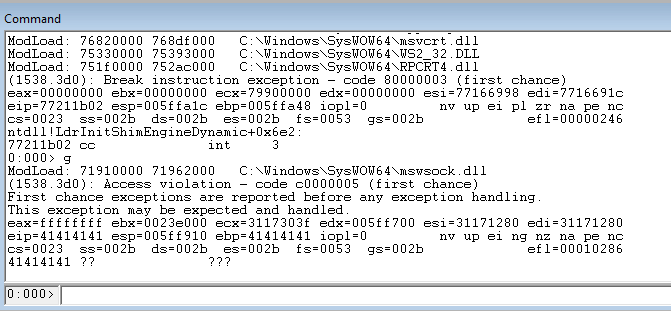 Command
ModLoad: 76820000 768df000   C:\Windows\SysWOW64\msvcrt.dll
ModLoad: 75330000 75393000   C:\Windows\SysWOW64\WS2_32.DLL
ModLoad: 751f0000 752ac000   C:\Windows\SysWOW64\RPCRT4.dll
(1538.3d0): Break instruction exception - code 80000003 (first chance)
eax=00000000 ebx=00000000 ecx=79900000 edx=00000000 esi=77166998 edi=7716691c
eip=77211b02 esp=005ffa1c ebp=005ffa48 iopl=0         nv up ei pl zr na pe nc
cs=0023  ss=002b  ds=002b  es=002b  fs=0053  gs=002b             efl=00000246
ntdll!LdrInitShimEngineDynamic+0x6e2:
77211b02 cc              int     3
0:000> g
ModLoad: 71910000 71962000   C:\Windows\SysWOW64\mswsock.dll
(1538.3d0): Access violation - code c0000005 (first chance)
First chance exceptions are reported before any exception handling.
This exception may be expected and handled.
eax=ffffffff ebx=0023e000 ecx=3117303f edx=005ff700 esi=31171280 edi=31171280
eip=41414141 esp=005ff910 ebp=41414141 iopl=0         nv up ei ng nz na pe nc
cs=0023  ss=002b  ds=002b  es=002b  fs=0053  gs=002b             efl=00010286
41414141 ??              ???
0:000>